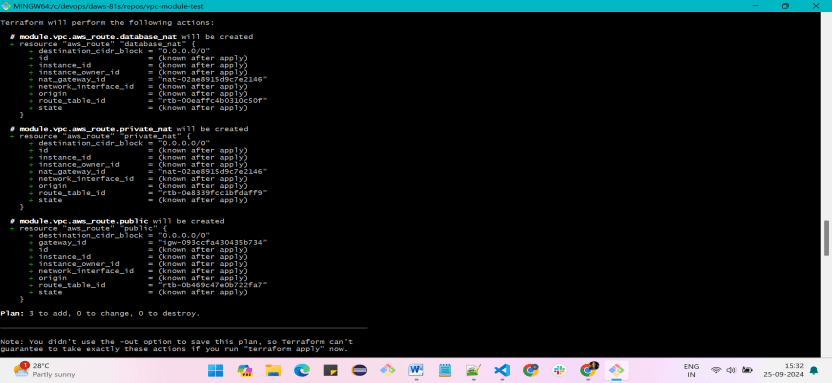 MINGW64:/c/devops/daws-81s/repos/vpc-module-test
Terraform will perform the following actions:
# module.vpc.aws_route.database_nat will be created
+ resource "aws_route" "database_nat" {
+ destination_cidr_block = "0.0.0.0/0"
+ id = (known after apply)
+ instance_id = (known after apply)
+ instance_owner_id = (known after apply)
+ nat_gateway_id = "nat-02ae8915d9c7e2146"
+ network_interface_id = (known after apply)
+ origin = (known after apply)
+ route_table_id = "rtb-00eaffc4b0310c50f"
+ state = (known after apply)
}
# module.vpc.aws_route.private_nat will be created
+ resource "aws_route" "private_nat" {
+ destination_cidr_block = "0.0.0.0/0"
+ id = (known after apply)
+ instance_id = (known after apply)
+ instance_owner_id = (known after apply)
+ nat_gateway_id = "nat-02ae8915d9c7e2146"
+ network_interface_id = (known after apply)
+ origin = (known after apply)
+ route_table_id = "rtb-0e8339fcc1bfdaff9"
+ state = (known after apply)
}
# module.vpc.aws_route.public will be created
+ resource "aws_route" "public" {
+ destination_cidr_block = "0.0.0.0/0"
+ gateway_id = "igw-093ccfa430435b734"
+ id = (known after apply)
+ instance_id = (known after apply)
+ instance_owner_id = (known after apply)
+ network_interface_id = (known after apply)
+ origin = (known after apply)
+ route_table_id = "rtb-0b469c47e0b722fa7"
+ state = (known after apply)
}
Plan: 3 to add, 0 to change, 0 to destroy.
Note: You didn't use the -out option to save this plan, so Terraform can't
guarantee to take exactly these actions if you run "terraform apply" now.
1
28°C
Partly sunny
ENG
IN
15:32
25-09-2024